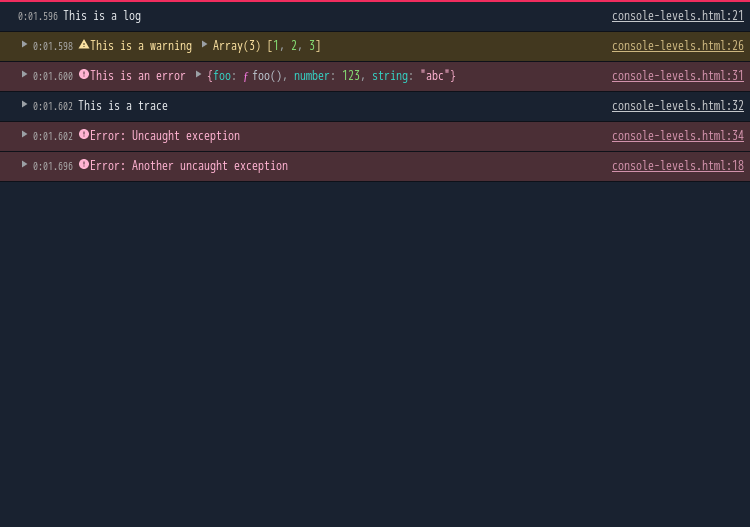 0:01.596 This is a log console-levels.html:21
0:01.598 This is a warning Array(3) [1, 2, 3] console-levels.html:26
0:01.600 This is an error {foo: ƒ foo(), number: 123, string: "abc"} console-levels.html:31
0:01.602 This is a trace console-levels.html:32
0:01.602 Error: Uncaught exception console-levels.html:34
0:01.696 Error: Another uncaught exception console-levels.html:18